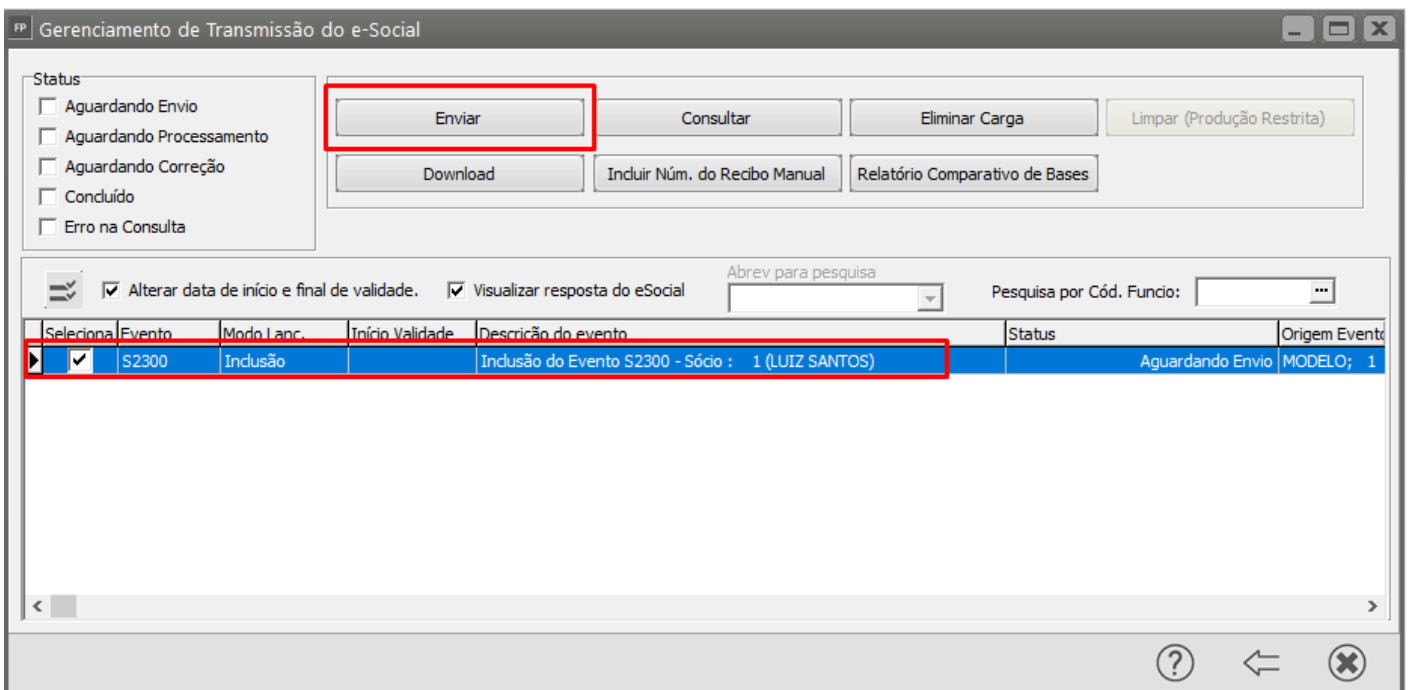 FP Gerenciamento de Transmissão do e-Social
Status
Aguardando Envio
Aguardando Processamento
Aguardando Correção
Concluído
Erro na Consulta
Enviar Consultar Eliminar Carga Limpar (Produção Restrita)
Download Incluir Núm. do Recibo Manual Relatório Comparativo de Bases
Alterar data de início e final de validade. Visualizar resposta do eSocial Abrev para pesquisa Pesquisa por Cód. Funcio: ...
Seleciona Evento Modo Lanc. Início Validade Descrição do evento Status Origem Evento
S2300 Inclusão Inclusão do Evento S2300 - Sócio : 1 (LUIZ SANTOS) Aguardando Envio MODELO; 1